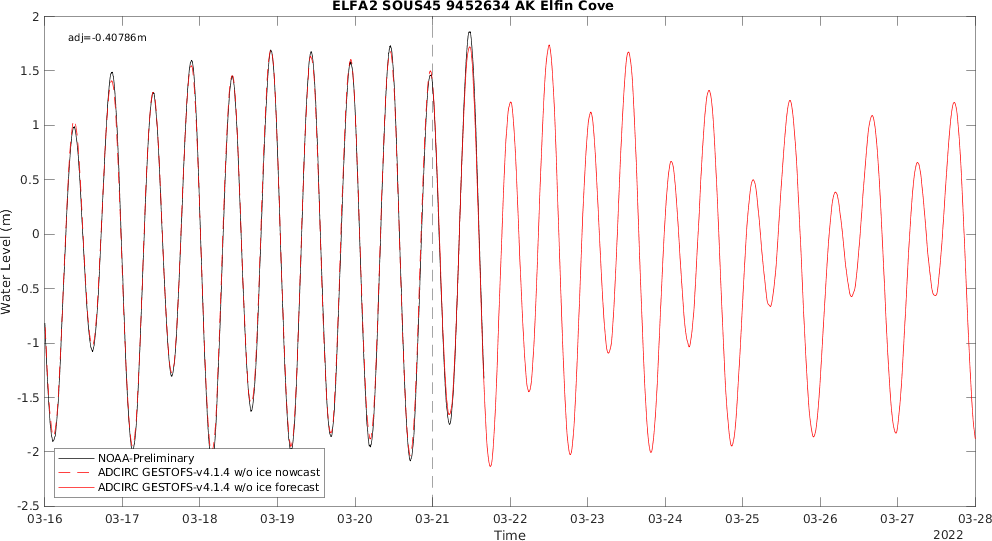 ELFA2 SOUS45 9452634 AK Elfin Cove
adj=-0.40786m
2
1.5
1
0.5
0
-0.5
-1
-1.5
-2
-2.5
Water Level (m)
NOAA-Preliminary
ADCIRC GESTOFS-v4.1.4 w/o ice nowcast
ADCIRC GESTOFS-v4.1.4 w/o ice forecast
03-16 03-17 03-18 03-19 03-20 03-21 03-22 03-23 03-24 03-25 03-26 03-27 03-28
Time
2022